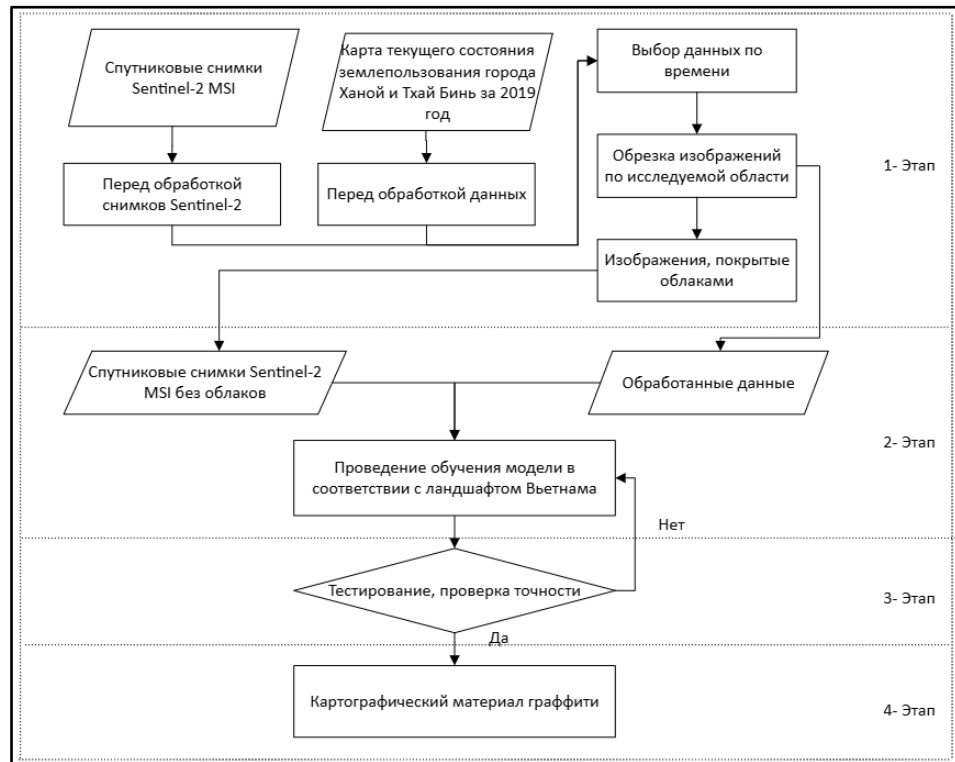 Спутниковые снимки
Sentinel-2 MSI
Карта текущего состояния
землепользования города
Ханой и Тхай Бинь за 2019
год
Выбор данных по
времени
Перед обработкой
снимков Sentinel-2
Перед обработкой данных
Обрезка изображений
по исследуемой области
1- Этап
Изображения, покрытые
облаками
Спутниковые снимки Sentinel-2
MSI без облаков
Обработанные данные
2- Этап
Проведение обучения модели в
соответствии с ландшафтом Вьетнама
Нет
Тестирование, проверка точности
3- Этап
Да
Картографический материал граффити
4- Этап